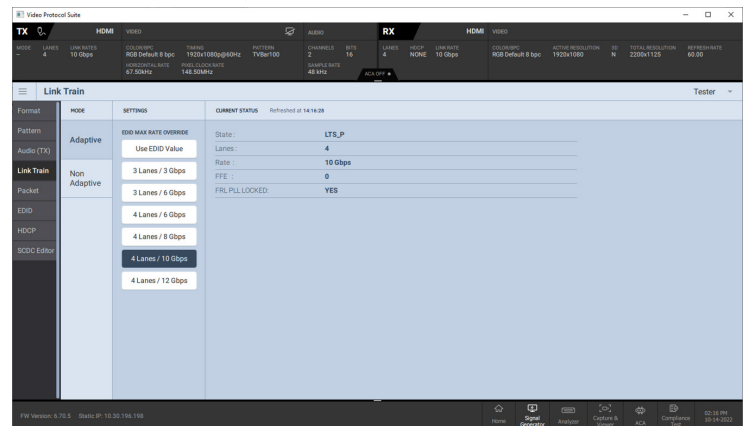 Video Protocol Suite
TX HDMI VIDEO AUDIO RX HDMI VIDEO
MODE LANES LINK RATES COLOR/BPC TIMING PATTERN CHANNELS BITS LANES HDCP LINK RATE COLOR/BPC ACTIVE RESOLUTION 3D TOTAL RESOLUTION REFRESH RATE
– 4 10 Gbps RGB Default 8 bpc 1920x1080p@60Hz TVBar100 2 16 4 NONE 10 Gbps RGB Default 8 bpc 1920x1080 N 2200x1125 60.00
HORIZONTAL RATE PIXEL CLOCK RATE SAMPLE RATE
67.50kHz 148.50MHz 48 kHz
ACA OFF
Link Train Tester
Format
Pattern
Audio (TX)
Link Train
Packet
EDID
HDCP
SCDC Editor
MODE
Adaptive
Non
Adaptive
SETTINGS
EDID MAX RATE OVERRIDE
Use EDID Value
3 Lanes / 3 Gbps
3 Lanes / 6 Gbps
4 Lanes / 6 Gbps
4 Lanes / 8 Gbps
4 Lanes / 10 Gbps
4 Lanes / 12 Gbps
CURRENT STATUS Refreshed at 14:16:28
State : LTS_P
Lanes : 4
Rate : 10 Gbps
FFE : 0
FRL PLL LOCKED: YES
FW Version: 6.70.5 Static IP: 10.30.196.198
Home
Signal
Generator
Analyzer
Capture &
Viewer
ACA
Compliance
Test
02:16 PM
10-14-2022